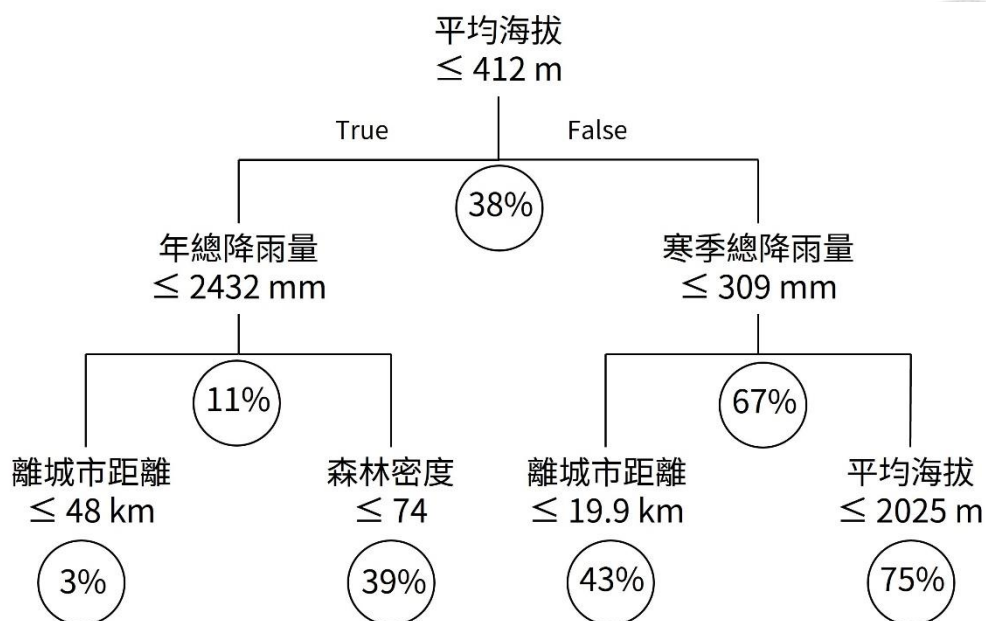 平均海拔
≤ 412 m
True
False
38%
年總降雨量
≤ 2432 mm
寒季總降雨量
≤ 309 mm
11%
67%
離城市距離
≤ 48 km
森林密度
≤ 74
離城市距離
≤ 19.9 km
平均海拔
≤ 2025 m
3%
39%
43%
75%